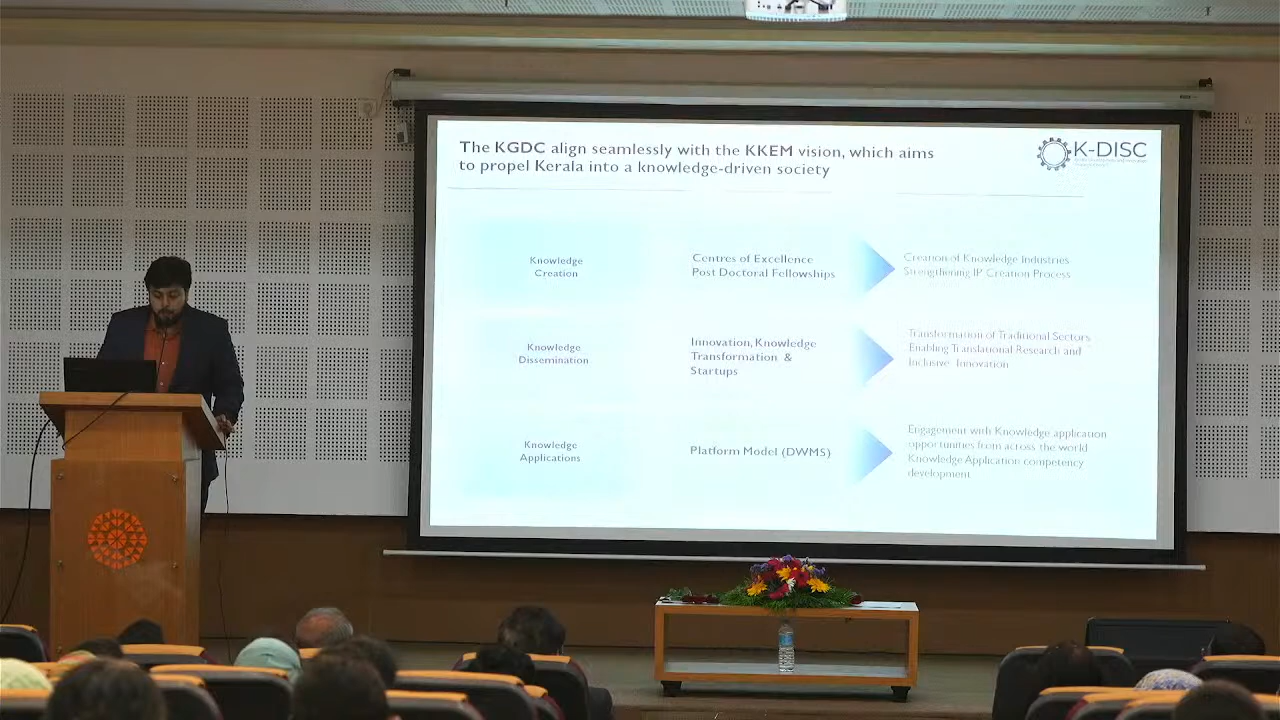 The KGDC align seamlessly with the KKEM vision, which aims
to propel Kerala into a knowledge-driven society
K-DISC
Knowledge
Creation
Centres of Excellence
Post Doctoral Fellowships
Creation of Knowledge Industries
Strengthening IP Creation Process
Knowledge
Dissemination
Innovation, Knowledge
Transformation &
Startups
Transformation of Traditional Sectors
Enabling Translational Research and
Inclusive Innovation
Knowledge
Applications
Platform Model (DWMS)
Engagement with Knowledge application
opportunities from across the world
Knowledge Application competency
development